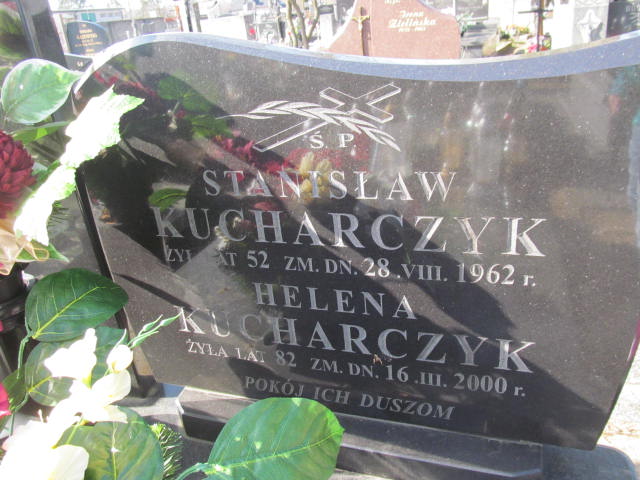 Ś. P.
STANISŁAW
KUCHARCZYK
ŻYŁ LAT 52 ZM. DN. 28.VIII.1962 r.
HELENA
KUCHARCZYK
ŻYŁA LAT 82 ZM. DN. 16.III.2000 r.
POKÓJ ICH DUSZOM